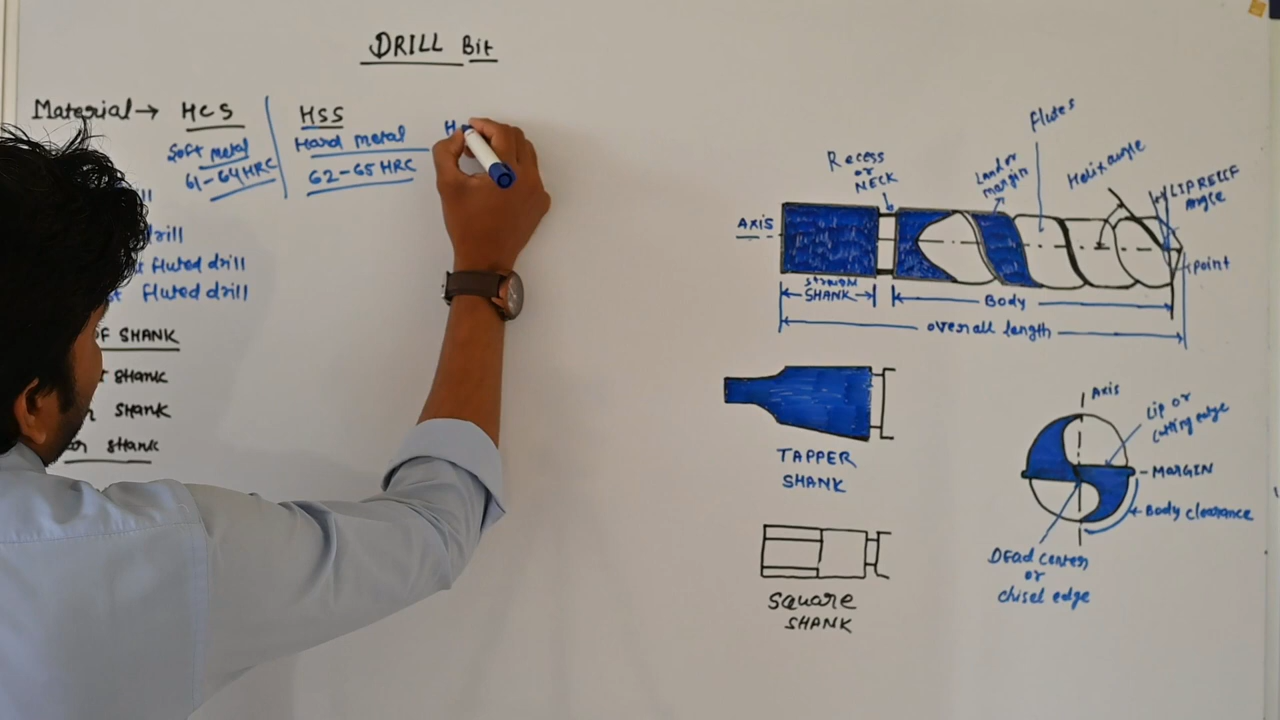 DRILL Bit
Material → HCS
HSS
Soft Metal
61-64HRC
Hard metal
62-65HRC
H
fluted drill
fluted drill
OF SHANK
SHANK
SHANK
SHANK
Recess
or
NECK
Land or
margin
Flutes
Helix angle
LIP RELIEF
Angle
AXIS
Point
SHANK
Body
overall length
TAPPER
SHANK
Square
SHANK
Axis
Lip or
cutting edge
MARGIN
Body clearance
Dead center
or
chisel edge